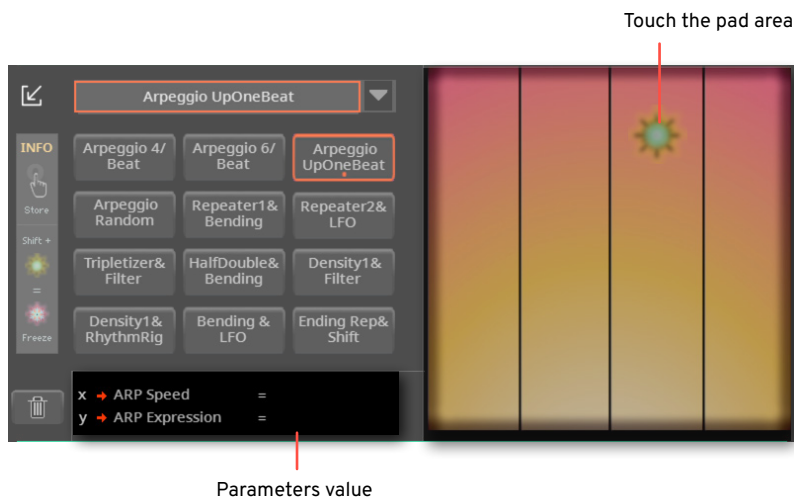 Touch the pad area
Arpeggio UpOneBeat
INFO
Store
Shift +
=
Freeze
Arpeggio 4/
Beat
Arpeggio 6/
Beat
Arpeggio
UpOneBeat
Arpeggio
Random
Repeater1&
Bending
Repeater2&
LFO
Tripletizer&
Filter
HalfDouble&
Bending
Density1&
Filter
Density1&
RhythmRig
Bending &
LFO
Ending Rep&
Shift
x → ARP Speed =
y → ARP Expression =
Parameters value